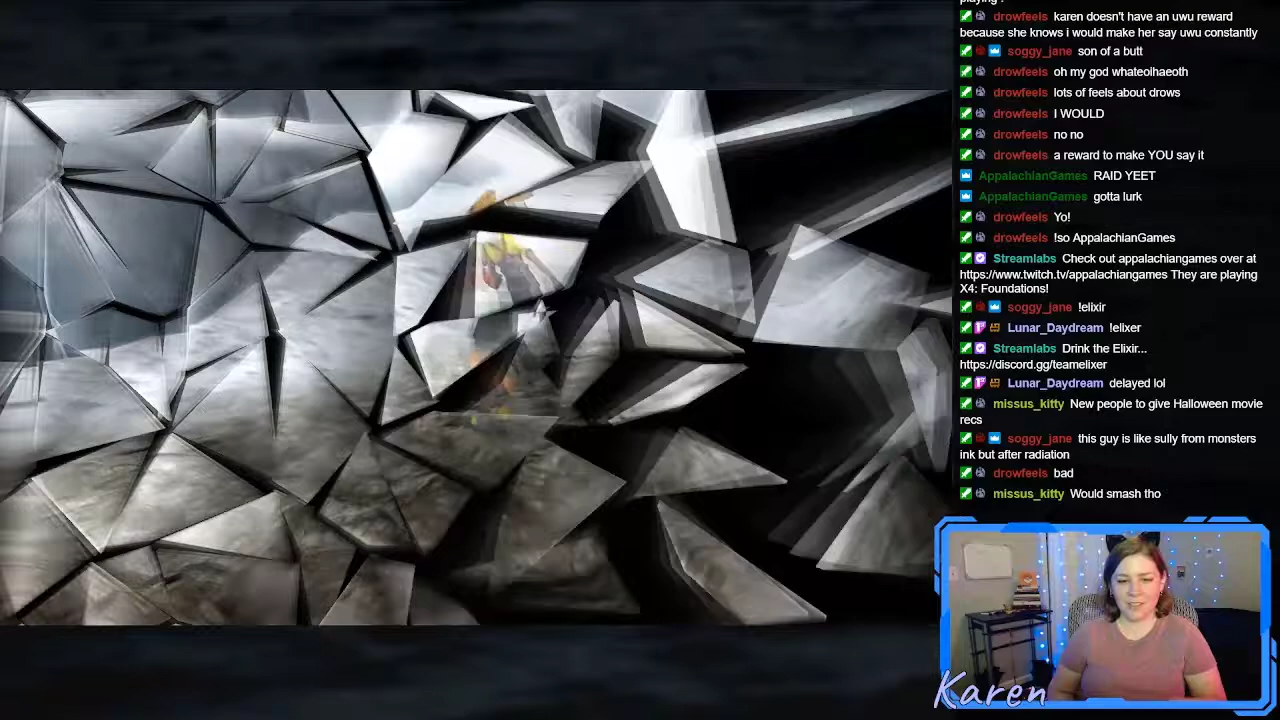 drowfeels karen doesn't have an uwu reward
because she knows i would make her say uwu constantly
soggy_jane son of a butt
drowfeels oh my god whateoihaeoth
drowfeels lots of feels about drows
drowfeels I WOULD
drowfeels no no
drowfeels a reward to make YOU say it
AppalachianGames RAID YEET
AppalachianGames gotta lurk
drowfeels Yo!
drowfeels !so AppalachianGames
Streamlabs Check out appalachiangames over at
https://www.twitch.tv/appalachiangames They are playing
X4: Foundations!
soggy_jane !elixir
Lunar_Daydream !elixer
Streamlabs Drink the Elixir...
https://discord.gg/teamelixer
Lunar_Daydream delayed lol
missus_kitty New people to give Halloween movie
recs
soggy_jane this guy is like sully from monsters
ink but after radiation
drowfeels bad
missus_kitty Would smash tho
Karen